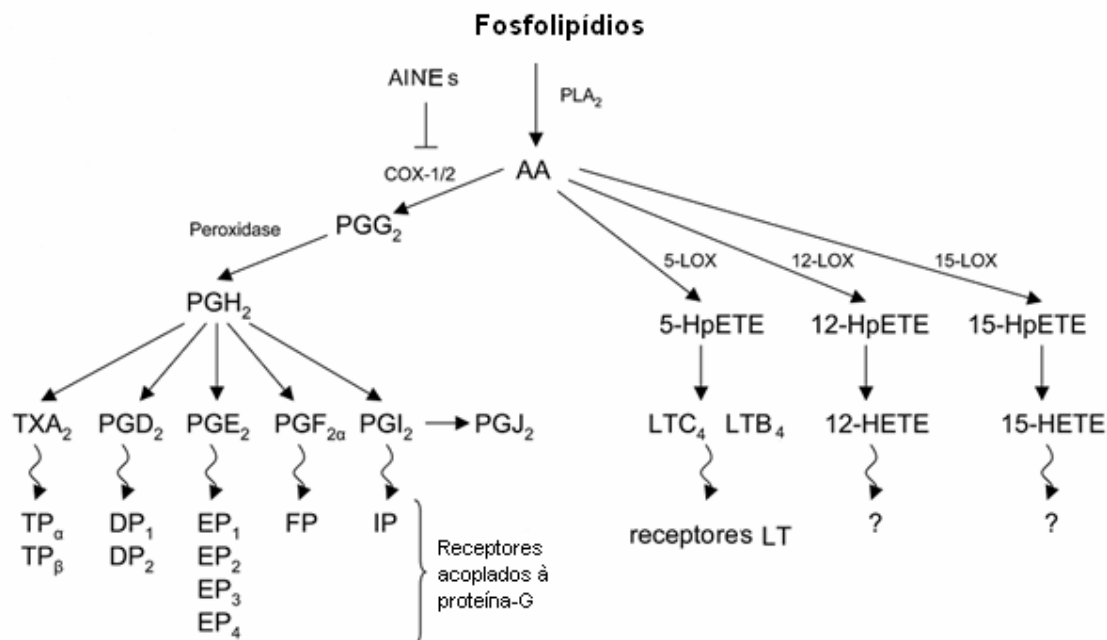 Fosfolipídios
AINEs
PLA₂
COX-1/2
AA
PGG₂
Peroxidase
5-LOX 12-LOX 15-LOX
PGH₂
5-HpETE 12-HpETE 15-HpETE
TXA₂ PGD₂ PGE₂ PGF₂α PGI₂ PGJ₂ LTC₄ LTB₄ 12-HETE 15-HETE
TPα DP₁ EP₁ FP IP ? ?
receptores LT
TPβ DP₂ EP₂
EP₃
EP₄
Receptores
acoplados à
proteína-G